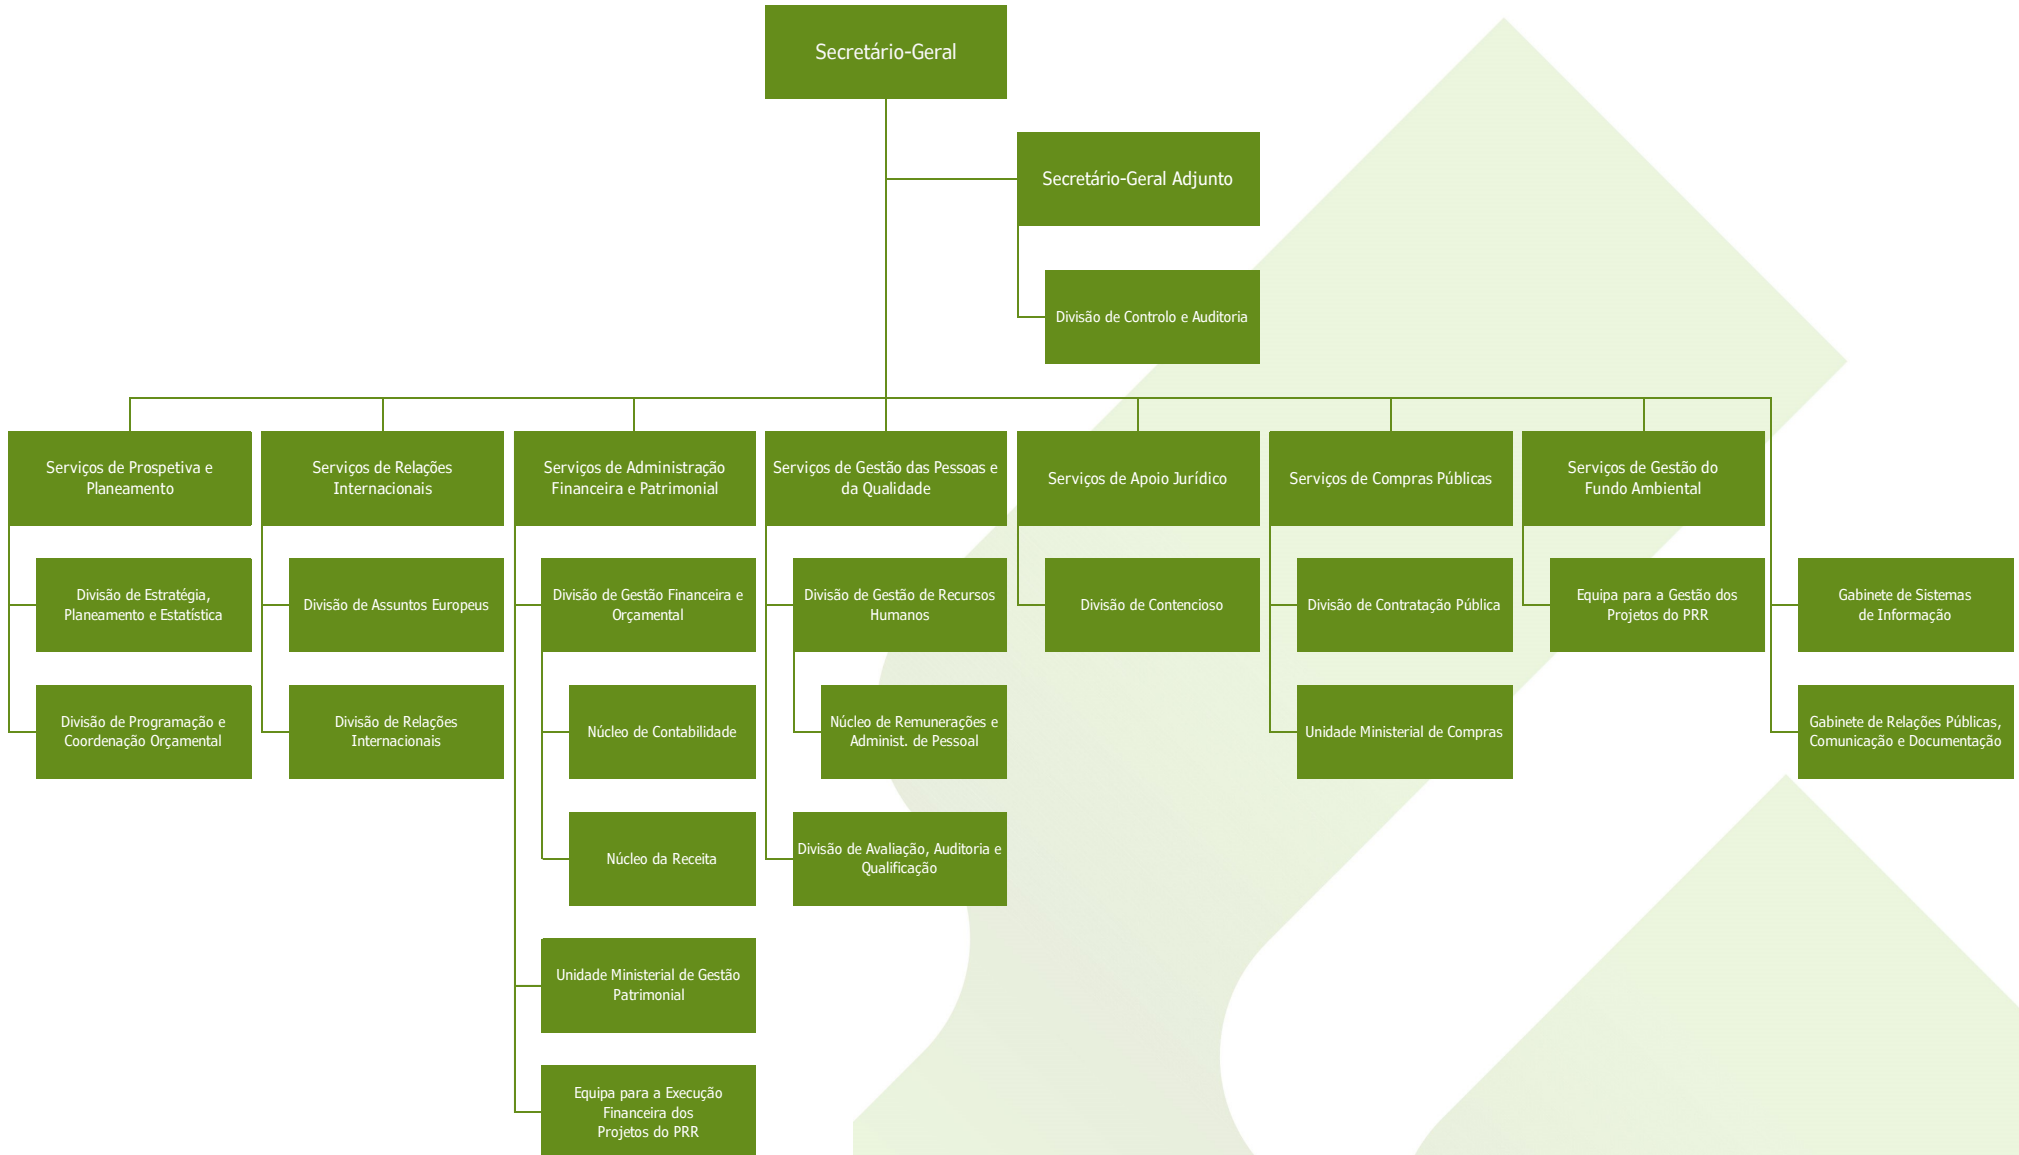 Secretário-Geral
Secretário-Geral Adjunto
Divisão de Controlo e Auditoria
Serviços de Prospetiva e
Planeamento
Serviços de Relações
Internacionais
Serviços de Administração
Financeira e Patrimonial
Serviços de Gestão das Pessoas e
da Qualidade
Serviços de Apoio Jurídico
Serviços de Compras Públicas
Serviços de Gestão do
Fundo Ambiental
Divisão de Estratégia,
Planeamento e Estatística
Divisão de Assuntos Europeus
Divisão de Gestão Financeira e
Orçamental
Divisão de Gestão de Recursos
Humanos
Divisão de Contencioso
Divisão de Contratação Pública
Equipa para a Gestão dos
Projetos do PRR
Gabinete de Sistemas
de Informação
Divisão de Programação e
Coordenação Orçamental
Divisão de Relações
Internacionais
Núcleo de Contabilidade
Núcleo de Remunerações e
Administ. de Pessoal
Unidade Ministerial de Compras
Gabinete de Relações Públicas,
Comunicação e Documentação
Núcleo da Receita
Divisão de Avaliação, Auditoria e
Qualificação
Unidade Ministerial de Gestão
Patrimonial
Equipa para a Execução
Financeira dos
Projetos do PRR